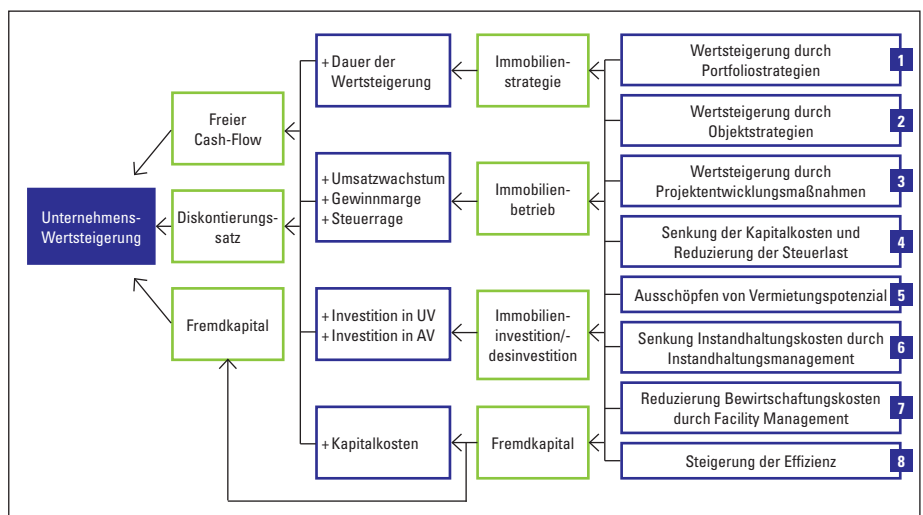 Unternehmens-
Wertsteigerung
Freier
Cash-Flow
Diskontierungs-
satz
Fremdkapital
+ Dauer der
Wertsteigerung
+ Umsatzwachstum
+ Gewinnmarge
+ Steuerrage
+ Investition in UV
+ Investition in AV
+ Kapitalkosten
Immobilien-
strategie
Immobilien-
betrieb
Immobilien-
investition/-
desinvestition
Fremdkapital
Wertsteigerung durch
Portfoliostrategien
1
Wertsteigerung durch
Objektstrategien
2
Wertsteigerung durch
Projektentwicklungsmaßnahmen
3
Senkung der Kapitalkosten und
Reduzierung der Steuerlast
4
Ausschöpfen von Vermietungspotenzial
5
Senkung Instandhaltungskosten durch
Instandhaltungsmanagement
6
Reduzierung Bewirtschaftungskosten
durch Facility Management
7
Steigerung der Effizienz
8